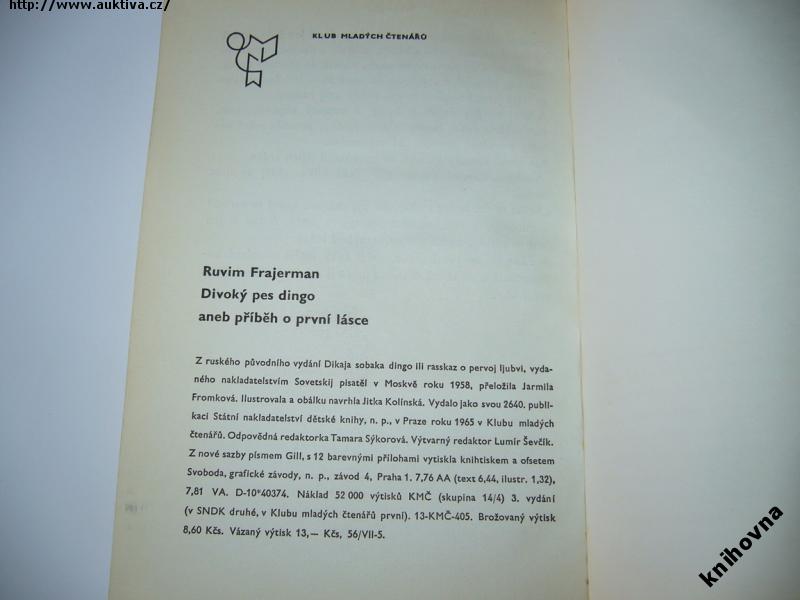 http://www.auktiva.cz/
KLUB MLADÝCH ČTENÁŘŮ
Ruvim Frajerman
Divoký pes dingo
aneb příběh o první lásce
Z ruského původního vydání Dikaja sobaka dingo ili rasskaz o pervoj ljubvi, vyda-
ného nakladatelstvím Sovetskij pisatěl v Moskvě roku 1958, přeložila Jarmila
Fromková. Ilustrovala a obálku navrhla Jitka Kolínská. Vydalo jako svou 2640. publi-
kaci Státní nakladatelství dětské knihy, n. p., v Praze roku 1965 v Klubu mladých
čtenářů. Odpovědná redaktorka Tamara Sýkorová. Výtvarný redaktor Lumír Ševčík.
Z nové sazby písmem Gill, s 12 barevnými přílohami vytiskla knihtiskem a ofsetem
Svoboda, grafické závody, n. p., závod 4, Praha 1. 7,76 AA (text 6,44, ilustr. 1,32),
7,81 VA. D-10*40374. Náklad 52 000 výtisků KMČ (skupina 14/4) 3. vydání
(v SNDK druhé, v Klubu mladých čtenářů první). 13-KMČ-405. Brožovaný výtisk
8,60 Kčs. Vázaný výtisk 13,— Kčs, 56/VII-5.
knihovna